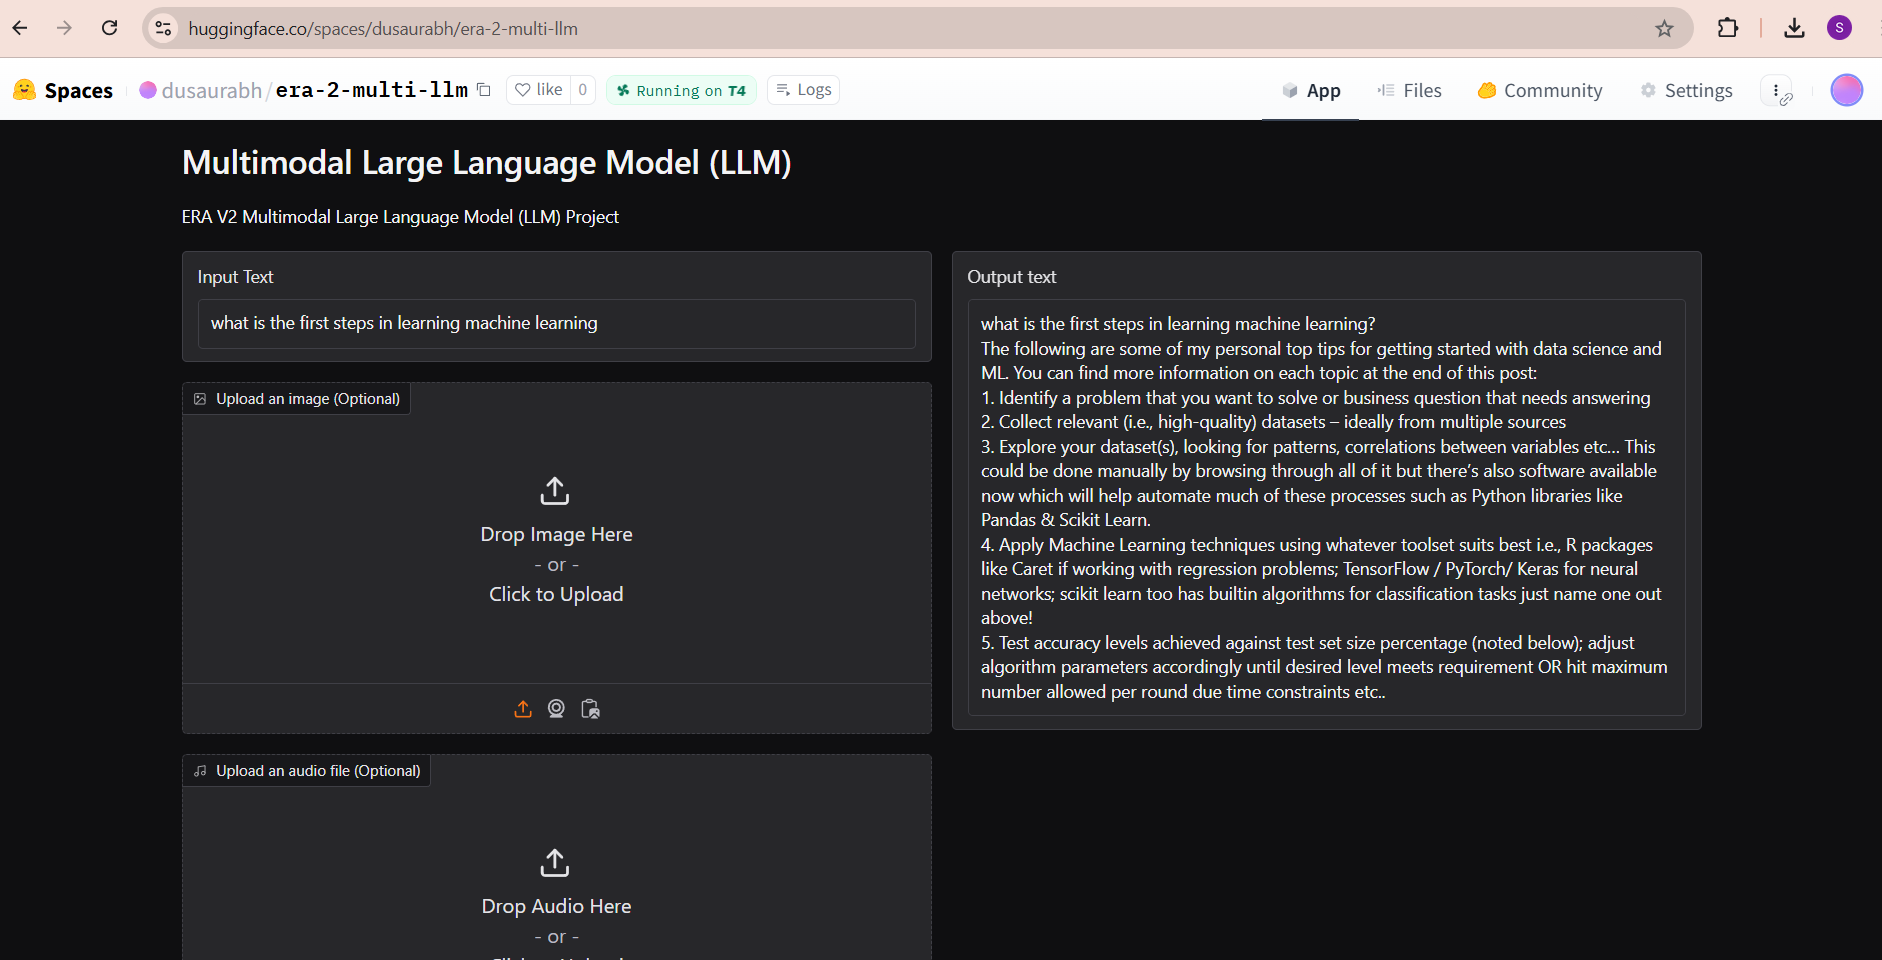 huggingface.co/spaces/dusaurabh/era-2-multi-llm
S
Spaces
dusaurabh/era-2-multi-llm
like
0
Running on T4
Logs
App
Files
Community
Settings
Multimodal Large Language Model (LLM)
ERA V2 Multimodal Large Language Model (LLM) Project
Input Text
what is the first steps in learning machine learning
Upload an image (Optional)
Drop Image Here
- or -
Click to Upload
Upload an audio file (Optional)
Drop Audio Here
- or -
Output text
what is the first steps in learning machine learning?
The following are some of my personal top tips for getting started with data science and
ML. You can find more information on each topic at the end of this post:
1. Identify a problem that you want to solve or business question that needs answering
2. Collect relevant (i.e., high-quality) datasets – ideally from multiple sources
3. Explore your dataset(s), looking for patterns, correlations between variables etc... This
could be done manually by browsing through all of it but there’s also software available
now which will help automate much of these processes such as Python libraries like
Pandas & Scikit Learn.
4. Apply Machine Learning techniques using whatever toolset suits best i.e., R packages
like Caret if working with regression problems; TensorFlow / PyTorch/ Keras for neural
networks; scikit learn too has builtin algorithms for classification tasks just name one out
above!
5. Test accuracy levels achieved against test set size percentage (noted below); adjust
algorithm parameters accordingly until desired level meets requirement OR hit maximum
number allowed per round due time constraints etc..